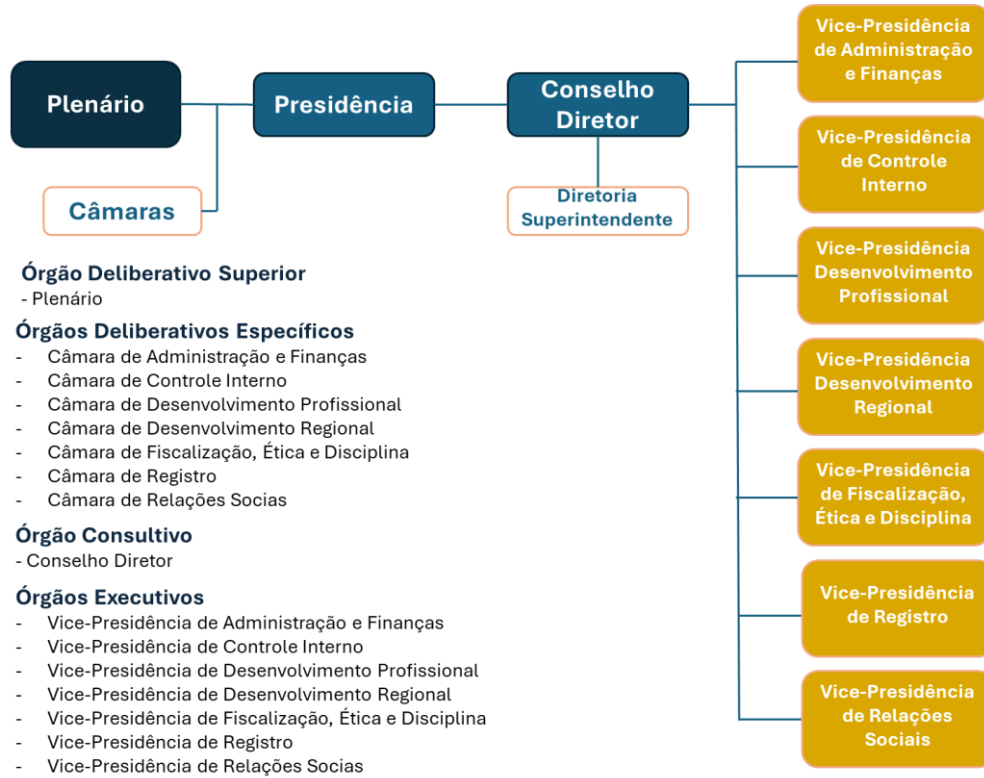 Plenário
Presidência
Conselho
Diretor
Câmaras
Diretoria
Superintendente
Vice-Presidência
de Administração
e Finanças
Vice-Presidência
de Controle
Interno
Vice-Presidência
Desenvolvimento
Profissional
Vice-Presidência
Desenvolvimento
Regional
Vice-Presidência
de Fiscalização,
Ética e Disciplina
Vice-Presidência
de Registro
Vice-Presidência
de Relações
Sociais
Órgão Deliberativo Superior
- Plenário
Órgãos Deliberativos Específicos
- Câmara de Administração e Finanças
- Câmara de Controle Interno
- Câmara de Desenvolvimento Profissional
- Câmara de Desenvolvimento Regional
- Câmara de Fiscalização, Ética e Disciplina
- Câmara de Registro
- Câmara de Relações Socias
Órgão Consultivo
- Conselho Diretor
Órgãos Executivos
- Vice-Presidência de Administração e Finanças
- Vice-Presidência de Controle Interno
- Vice-Presidência de Desenvolvimento Profissional
- Vice-Presidência de Desenvolvimento Regional
- Vice-Presidência de Fiscalização, Ética e Disciplina
- Vice-Presidência de Registro
- Vice-Presidência de Relações Socias